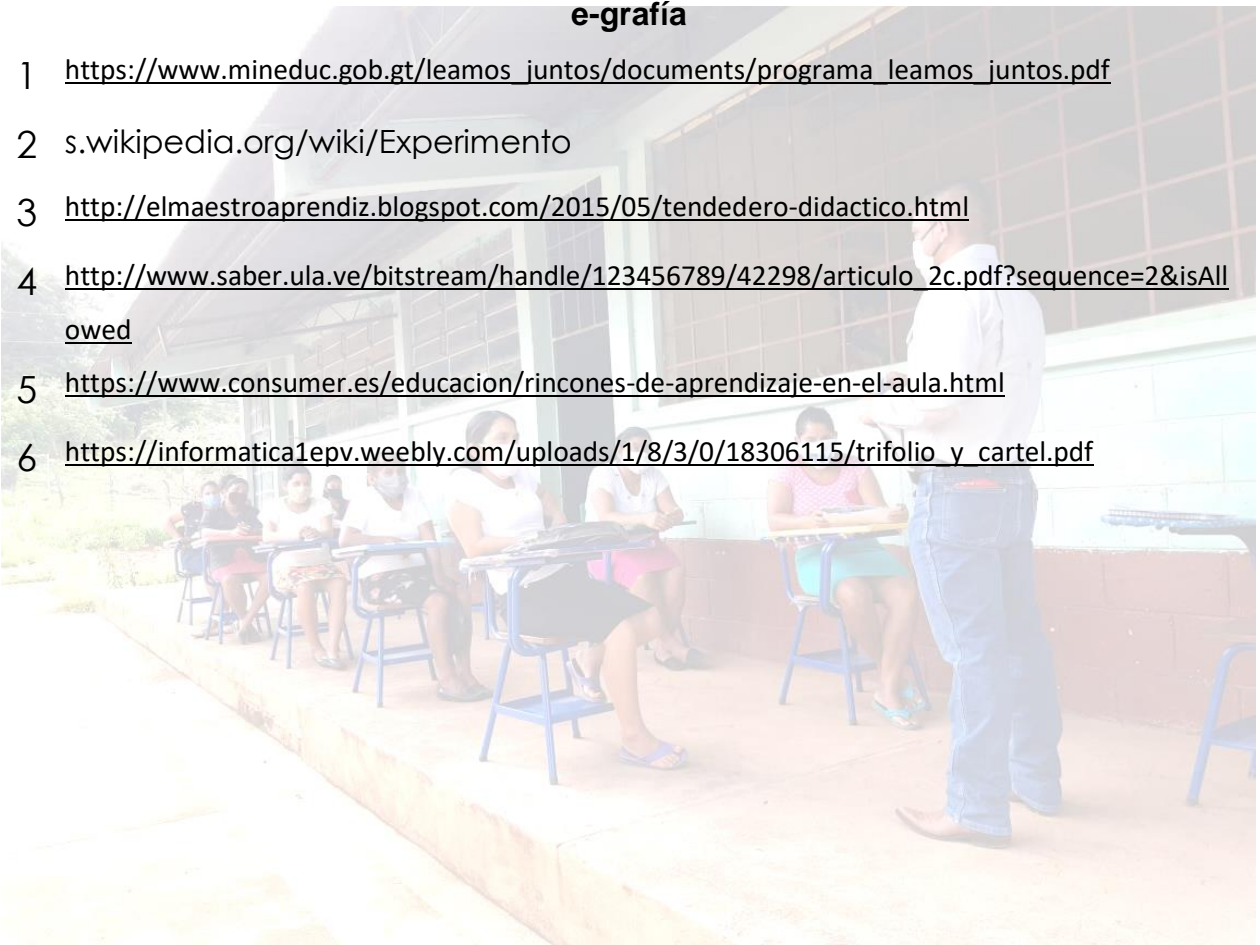 e-grafía
1 https://www.mineduc.gob.gt/leamos_juntos/documents/programa_leamos_juntos.pdf
2 s.wikipedia.org/wiki/Experimento
3 http://elmaestroaprendiz.blogspot.com/2015/05/tendedero-didactico.html
4 http://www.saber.ula.ve/bitstream/handle/123456789/42298/articulo_2c.pdf?sequence=2&isAll
owed
5 https://www.consumer.es/educacion/rincones-de-aprendizaje-en-el-aula.html
6 https://informatica1epv.weebly.com/uploads/1/8/3/0/18306115/trifolio_y_cartel.pdf